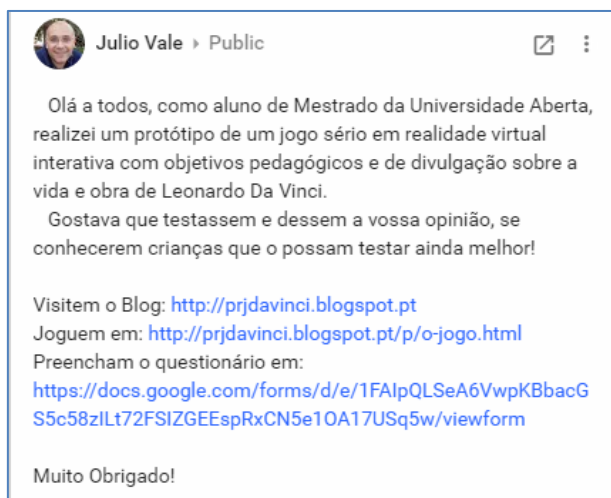 Julio Vale ▸ Public
Olá a todos, como aluno de Mestrado da Universidade Aberta,
realizei um protótipo de um jogo sério em realidade virtual
interativa com objetivos pedagógicos e de divulgação sobre a
vida e obra de Leonardo Da Vinci.
Gostava que testassem e dessem a vossa opinião, se
conhecerem crianças que o possam testar ainda melhor!
Visitem o Blog: http://prjdavinci.blogspot.pt
Joguem em: http://prjdavinci.blogspot.pt/p/o-jogo.html
Preencham o questionário em:
https://docs.google.com/forms/d/e/1FAIpQLSeA6VwpKBbacG
S5c58zILt72FSIZGEEspRxCN5e1OA17USq5w/viewform
Muito Obrigado!